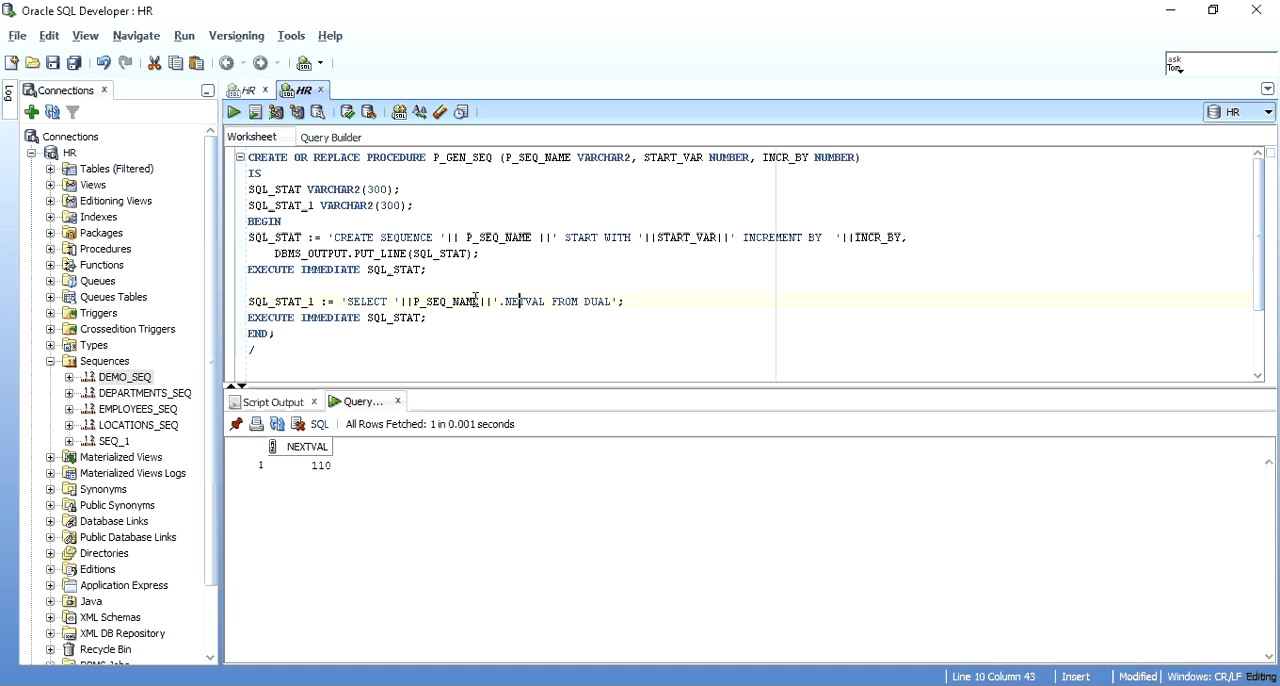 Oracle SQL Developer : HR
File Edit View Navigate Run Versioning Tools Help
ask
Tom
Log
Connections
HR
HR
HR
Worksheet
Query Builder
Connections
HR
Tables (Filtered)
Views
Editioning Views
Indexes
Packages
Procedures
Functions
Queues
Queues Tables
Triggers
Crossedition Triggers
Types
Sequences
DEMO_SEQ
DEPARTMENTS_SEQ
EMPLOYEES_SEQ
LOCATIONS_SEQ
SEQ_1
Materialized Views
Materialized Views Logs
Synonyms
Public Synonyms
Database Links
Public Database Links
Directories
Editions
Application Express
Java
XML Schemas
XML DB Repository
Recycle Bin
CREATE OR REPLACE PROCEDURE P_GEN_SEQ (P_SEQ_NAME VARCHAR2, START_VAR NUMBER, INCR_BY NUMBER)
IS
SQL_STAT VARCHAR2(300);
SQL_STAT_1 VARCHAR2(300);
BEGIN
SQL_STAT := 'CREATE SEQUENCE '|| P_SEQ_NAME ||' START WITH '||START_VAR||' INCREMENT BY '||INCR_BY,
DBMS_OUTPUT.PUT_LINE(SQL_STAT);
EXECUTE IMMEDIATE SQL_STAT;
SQL_STAT_1 := 'SELECT '||P_SEQ_NAME||'.NETVAL FROM DUAL';
EXECUTE IMMEDIATE SQL_STAT;
END;
/
Script Output
Query...
SQL
All Rows Fetched: 1 in 0.001 seconds
NEXTVAL
1 110
Line 10 Column 43
Insert
Modified
Windows: CR/LF
Editing